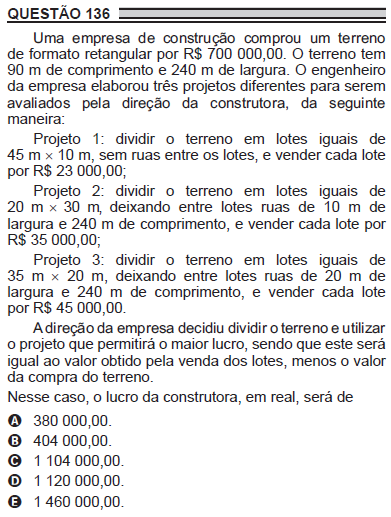 QUESTÃO 136
Uma empresa de construção comprou um terreno
de formato retangular por R$ 700 000,00. O terreno tem
90 m de comprimento e 240 m de largura. O engenheiro
da empresa elaborou três projetos diferentes para serem
avaliados pela direção da construtora, da seguinte
maneira:
Projeto 1: dividir o terreno em lotes iguais de
45 m × 10 m, sem ruas entre os lotes, e vender cada lote
por R$ 23 000,00;
Projeto 2: dividir o terreno em lotes iguais de
20 m × 30 m, deixando entre lotes ruas de 10 m de
largura e 240 m de comprimento, e vender cada lote por
R$ 35 000,00;
Projeto 3: dividir o terreno em lotes iguais de
35 m × 20 m, deixando entre lotes ruas de 20 m de
largura e 240 m de comprimento, e vender cada lote
por R$ 45 000,00.
A direção da empresa decidiu dividir o terreno e utilizar
o projeto que permitirá o maior lucro, sendo que este será
igual ao valor obtido pela venda dos lotes, menos o valor
da compra do terreno.
Nesse caso, o lucro da construtora, em real, será de
A 380 000,00.
B 404 000,00.
C 1 104 000,00.
D 1 120 000,00.
E 1 460 000,00.